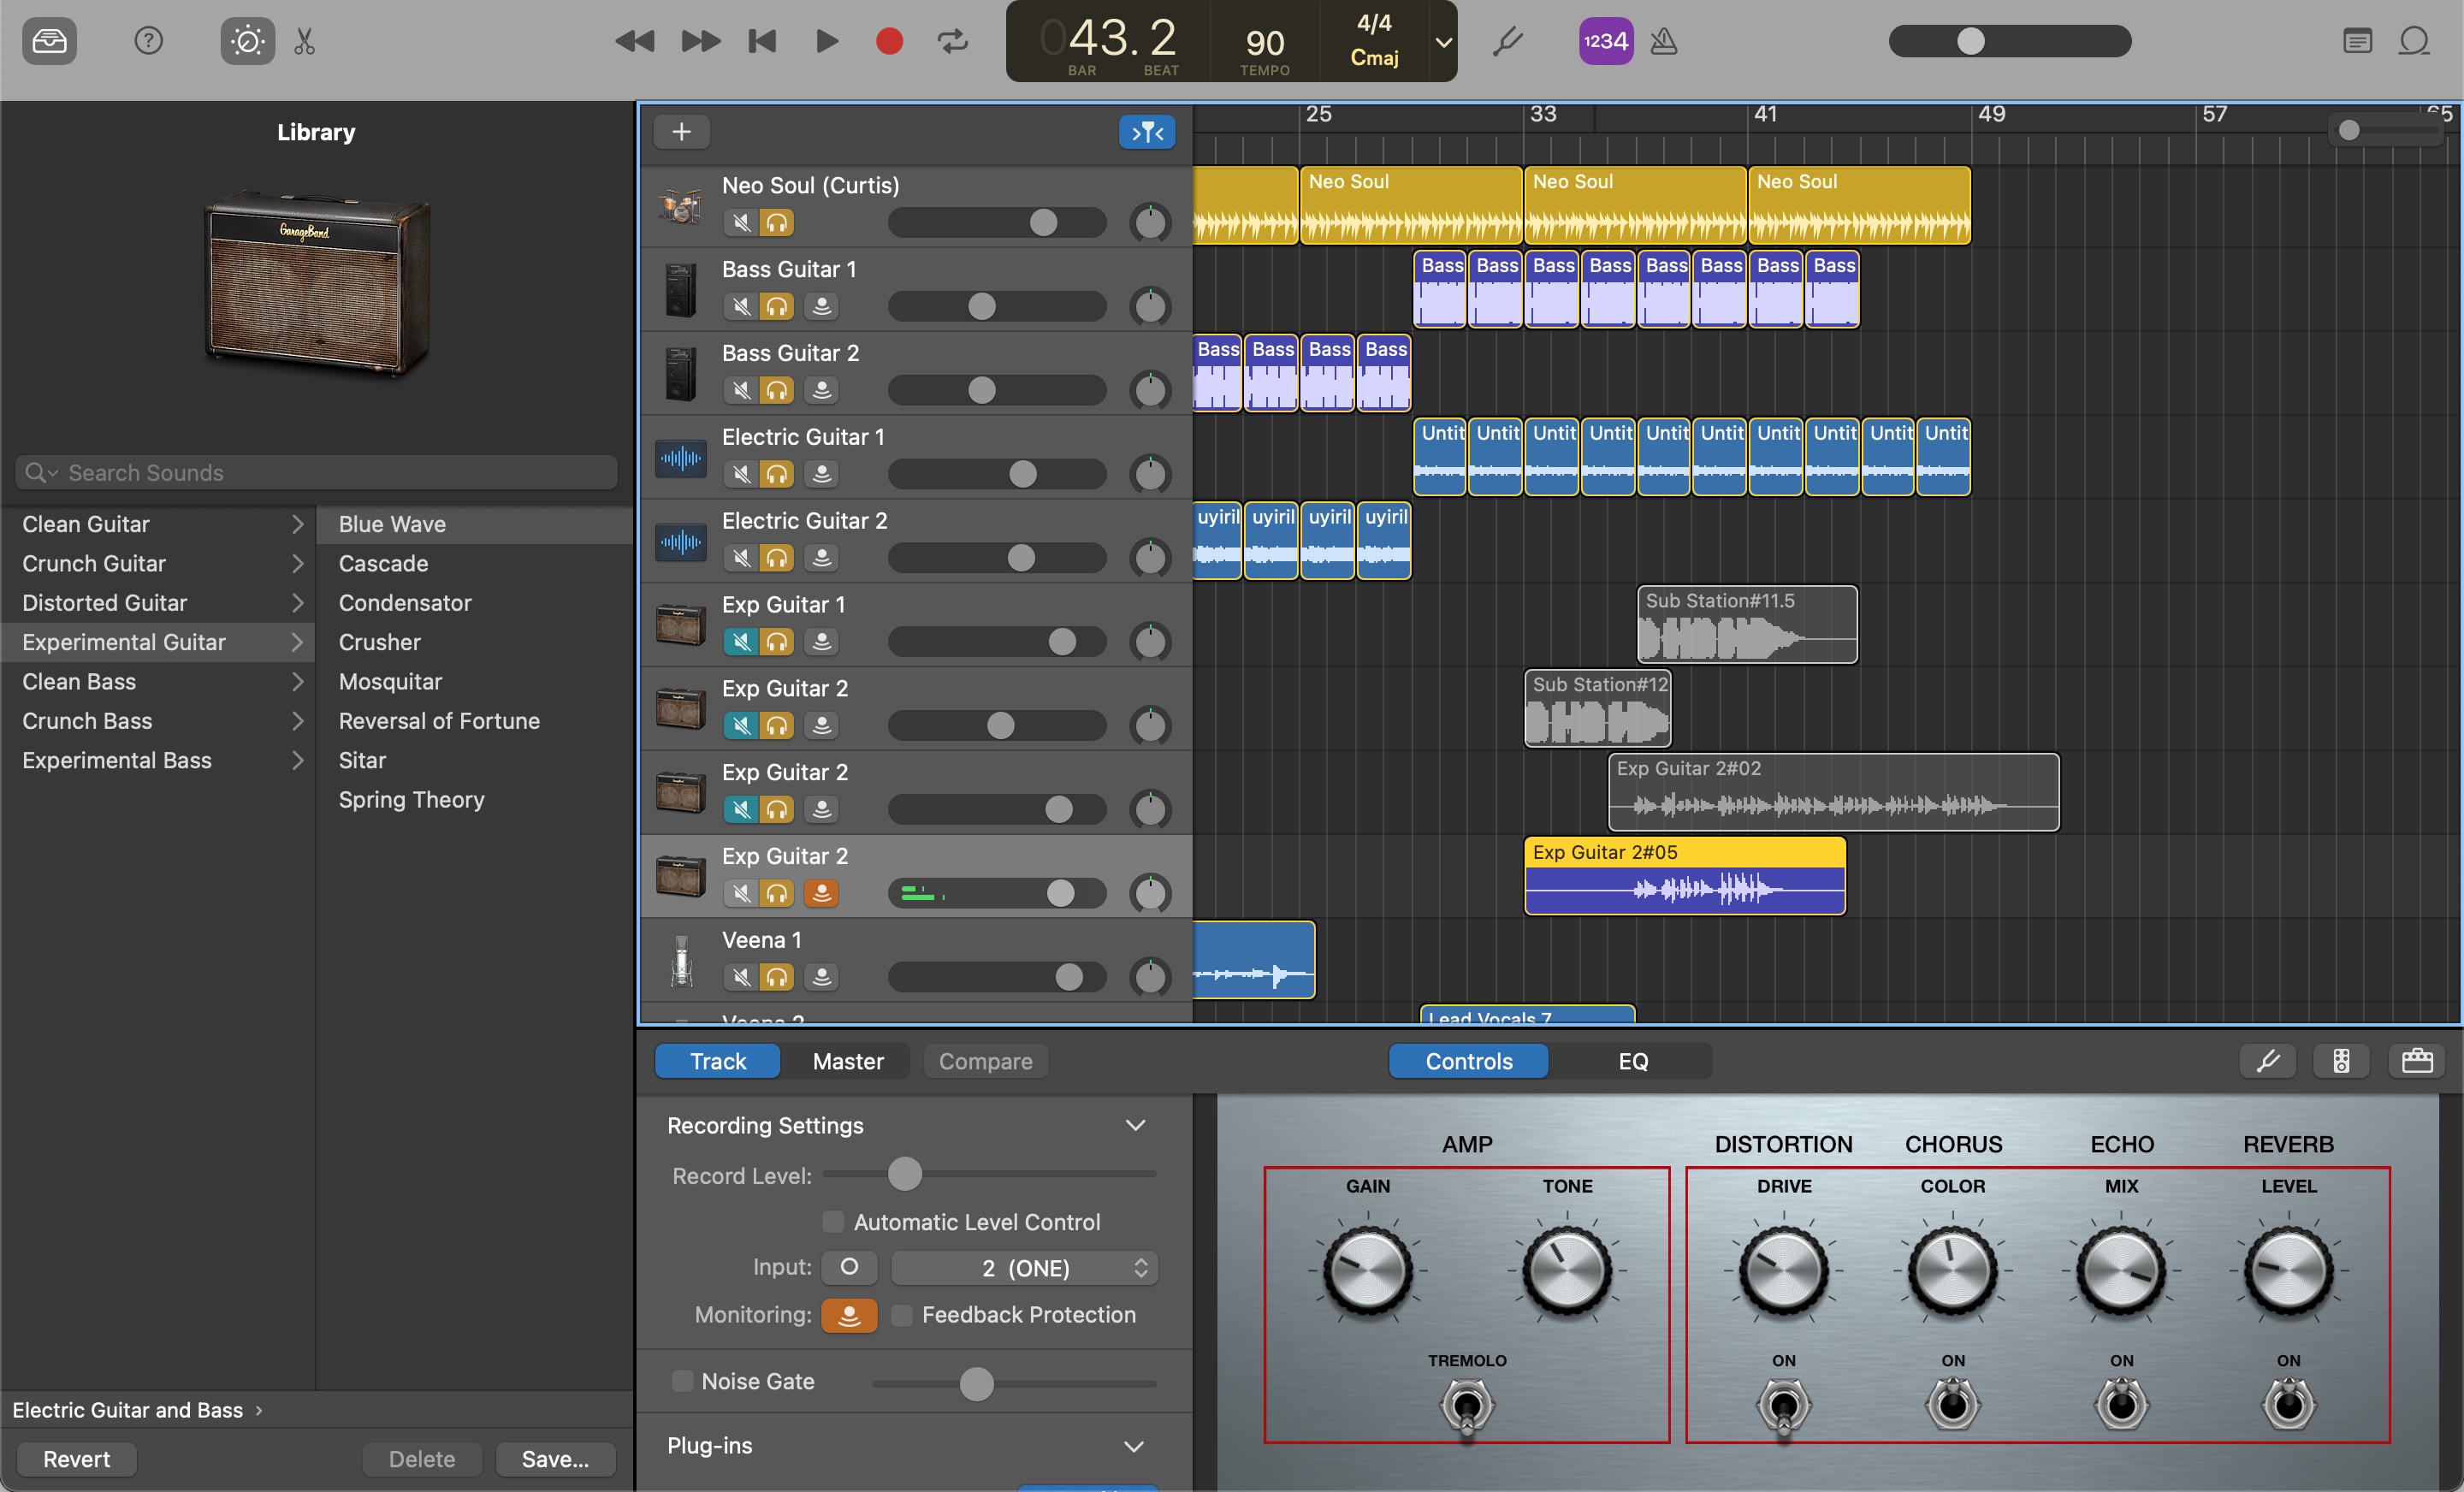 043. 2
BAR
BEAT
90
TEMPO
4/4
Cmaj
1234
Library
GarageBand
Search Sounds
Clean Guitar
Crunch Guitar
Distorted Guitar
Experimental Guitar
Clean Bass
Crunch Bass
Experimental Bass
Blue Wave
Cascade
Condensator
Crusher
Mosquitar
Reversal of Fortune
Sitar
Spring Theory
Electric Guitar and Bass
Revert
Delete
Save...
25
33
41
49
57
65
Neo Soul (Curtis)
Neo Soul
Neo Soul
Neo Soul
Bass Guitar 1
Bass
Bass
Bass
Bass
Bass
Bass
Bass
Bass
Bass Guitar 2
Bass
Bass
Bass
Bass
Electric Guitar 1
Untit
Untit
Untit
Untit
Untit
Untit
Untit
Untit
Untit
Untit
Electric Guitar 2
uyiril
uyiril
uyiril
uyiril
Exp Guitar 1
Sub Station#11.5
Exp Guitar 2
Sub Station#12
Exp Guitar 2
Exp Guitar 2#02
Exp Guitar 2
Exp Guitar 2#05
Veena 1
Veena 2
Lead Vocals 7
Track
Master
Compare
Controls
EQ
Recording Settings
Record Level:
Automatic Level Control
Input:
2 (ONE)
Monitoring:
Feedback Protection
Noise Gate
Plug-ins
AMP
GAIN
TONE
TREMOLO
DISTORTION
CHORUS
ECHO
REVERB
DRIVE
COLOR
MIX
LEVEL
ON
ON
ON
ON